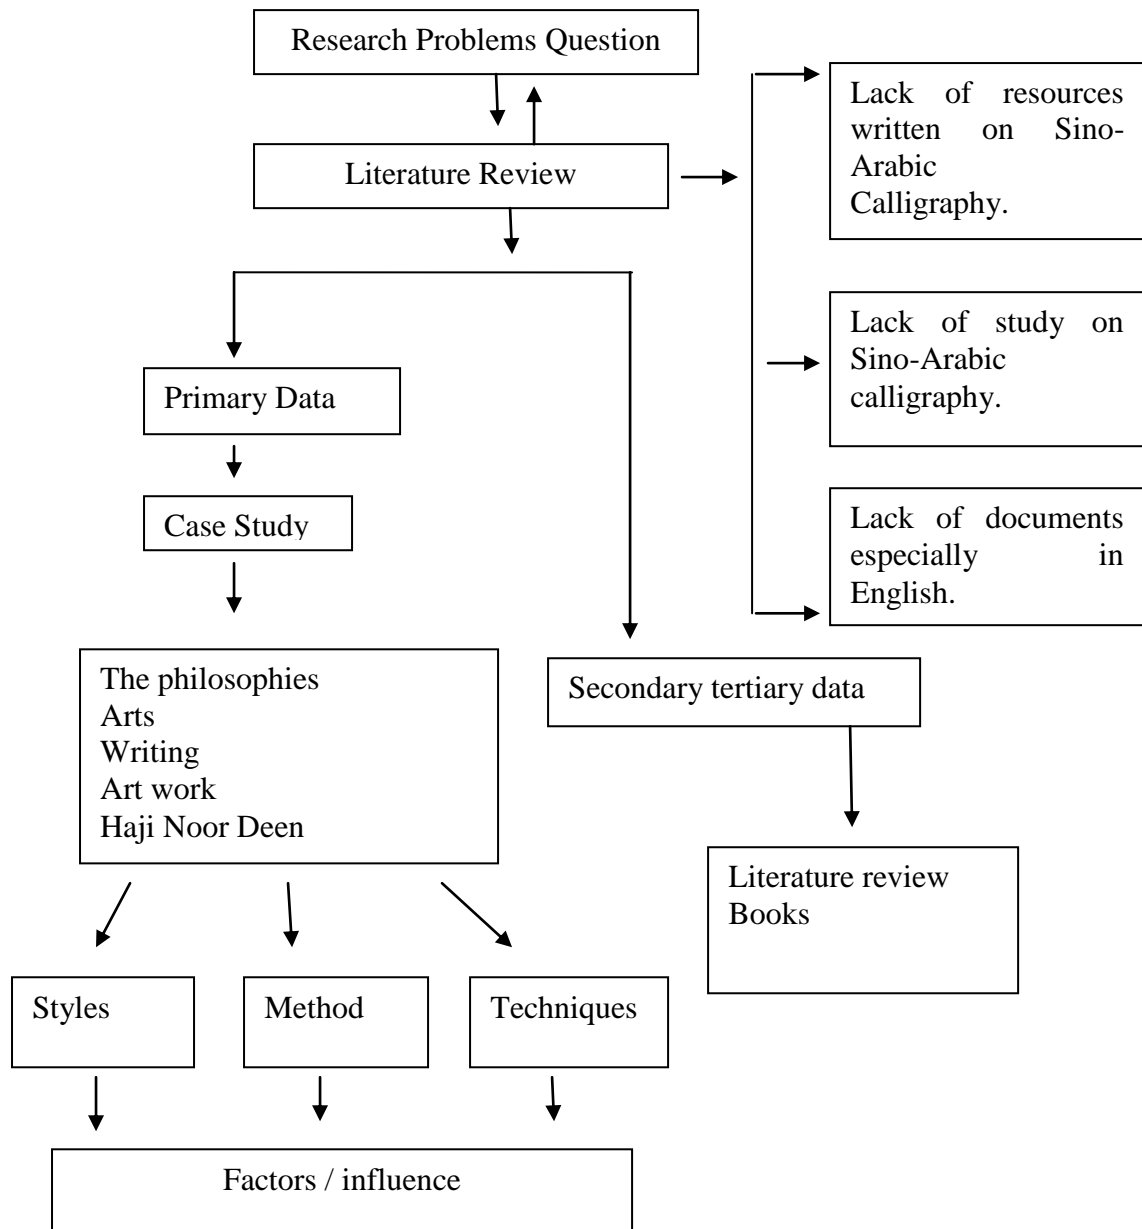 Research Problems Question
Literature Review
Lack of resources
written on Sino-
Arabic
Calligraphy.
Lack of study on
Sino-Arabic
calligraphy.
Lack of documents
especially in
English.
Primary Data
Case Study
The philosophies
Arts
Writing
Art work
Haji Noor Deen
Secondary tertiary data
Literature review
Books
Styles
Method
Techniques
Factors / influence